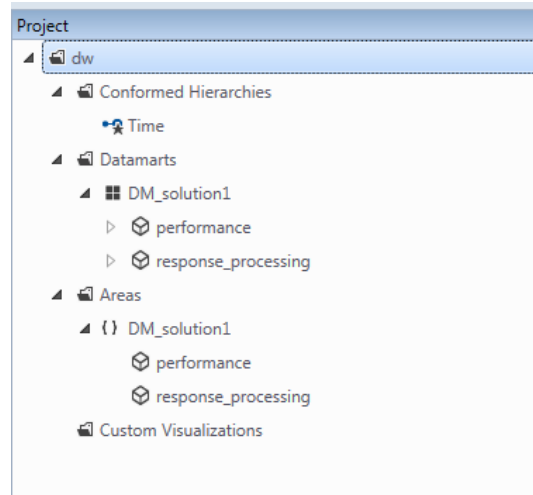 Project
dw
Conformed Hierarchies
Time
Datamarts
DM_solution1
performance
response_processing
Areas
{} DM_solution1
performance
response_processing
Custom Visualizations